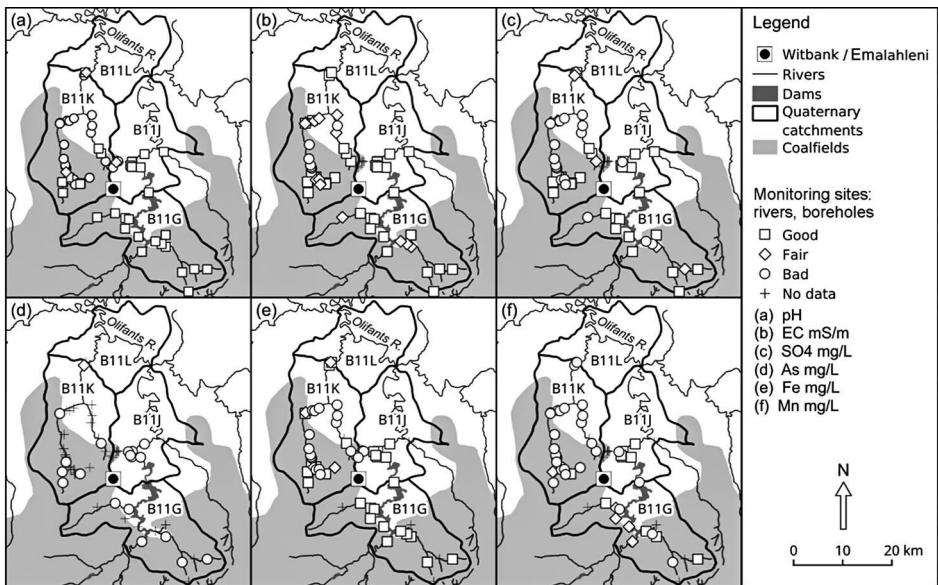 (a)
Olifants R.
B11L
B11K
B11J
B11G
(b)
Olifants R.
B11L
B11K
B11J
B11G
(c)
Olifants R.
B11L
B11K
B11J
B11G
(d)
Olifants R.
B11L
B11K
B11J
B11G
(e)
Olifants R.
B11L
B11K
B11J
B11G
(f)
Olifants R.
B11L
B11K
B11J
B11G
Legend
Witbank / Emalahleni
Rivers
Dams
Quaternary
catchments
Coalfields
Monitoring sites:
rivers, boreholes
Good
Fair
Bad
No data
(a) pH
(b) EC mS/m
(c) SO4 mg/L
(d) As mg/L
(e) Fe mg/L
(f) Mn mg/L
N
0 10 20 km